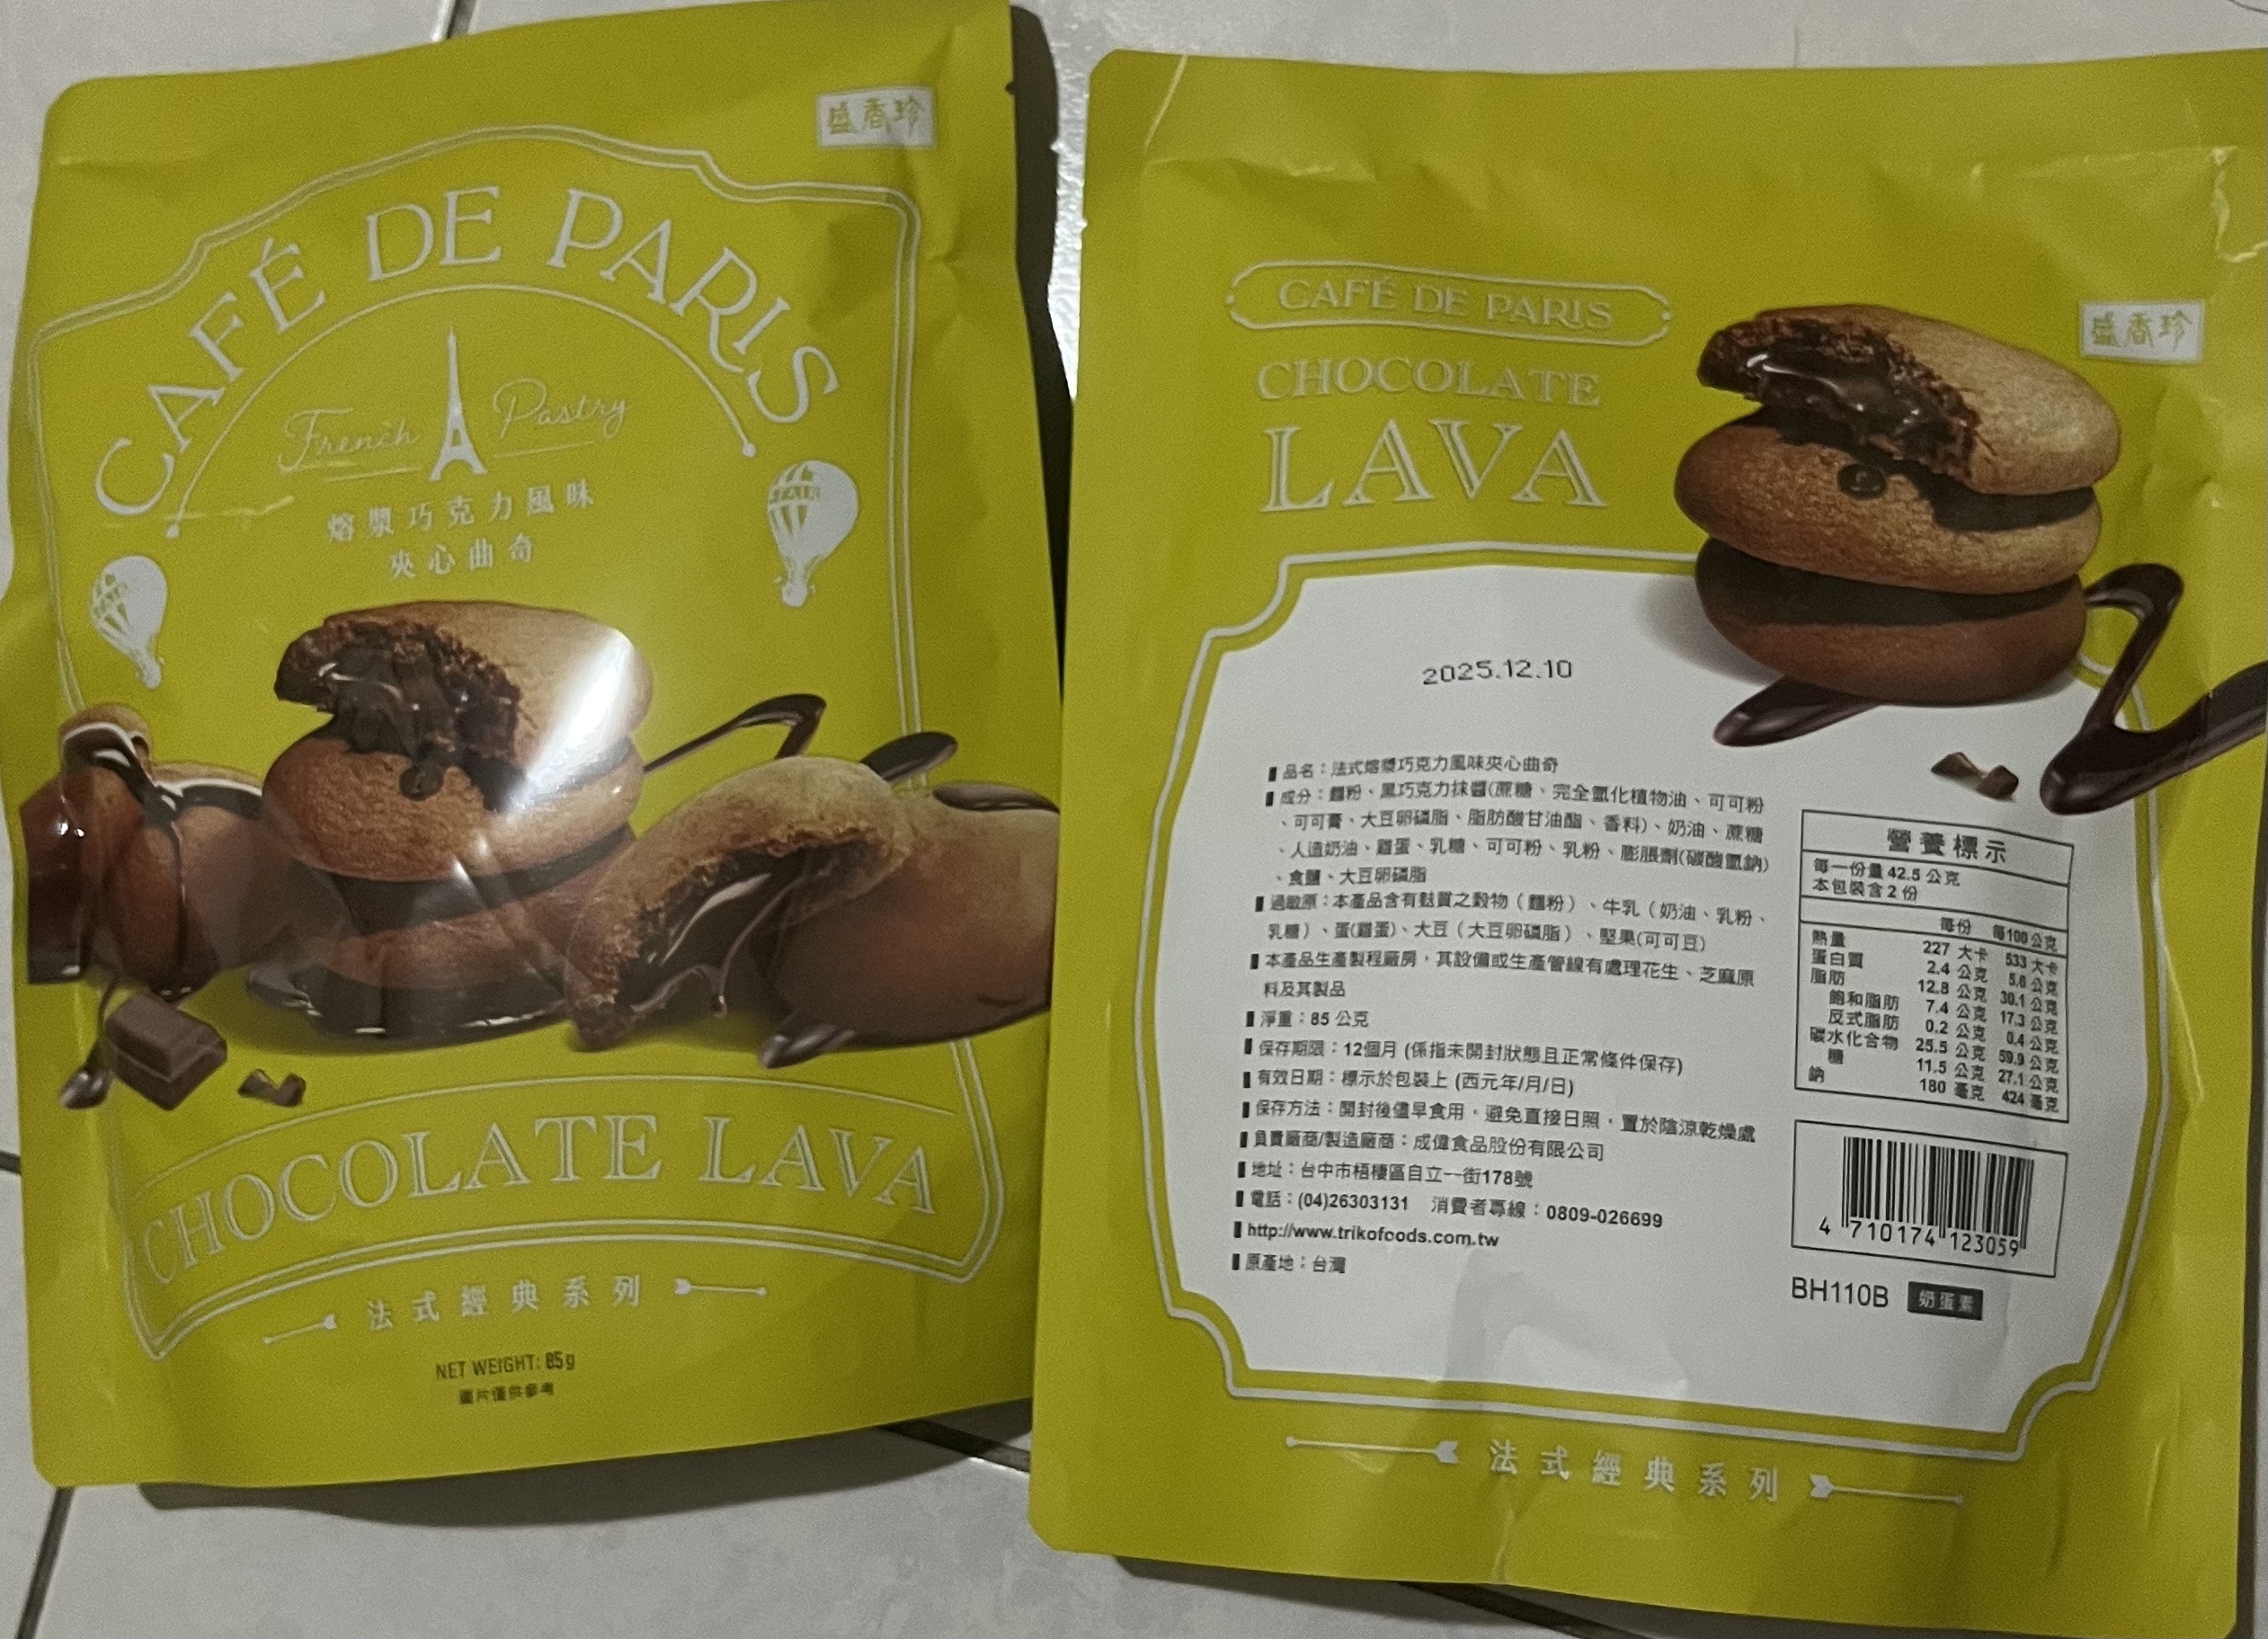 盛香珍
CAFÉ DE PARIS
French Pastry
熔漿巧克力風味
夾心曲奇
CHOCOLATE LAVA
法式經典系列
NET WEIGHT: 85g
圖片僅供參考
盛香珍
CAFÉ DE PARIS
CHOCOLATE
LAVA
2025.12.10
品名：法式熔漿巧克力風味夾心曲奇
成分：麵粉、黑巧克力抹醬(蔗糖、完全氫化植物油、可可粉
、可可膏、大豆卵磷脂、脂肪酸甘油酯、香料)、奶油、蔗糖
、人造奶油、雞蛋、乳糖、可可粉、乳粉、膨脹劑(碳酸氫鈉)
、食鹽、大豆卵磷脂
過敏原：本產品含有麩質之穀物（麵粉）、牛乳（奶油、乳粉、
乳糖）、蛋(雞蛋)、大豆（大豆卵磷脂）、堅果(可可豆)
本產品生產製程廠房，其設備或生產管線有處理花生、芝麻原
料及其製品
淨重：85 公克
保存期限：12個月 (係指未開封狀態且正常條件保存)
有效日期：標示於包裝上 (西元年/月/日)
保存方法：開封後儘早食用，避免直接日照，置於陰涼乾燥處
負責廠商/製造廠商：成偉食品股份有限公司
地址：台中市梧棲區自立一街178號
電話：(04)26303131 消費者專線：0809-026699
http://www.trikofoods.com.tw
原產地：台灣
營養標示
每一份量 42.5 公克
本包裝含 2 份
每份 每100公克
熱量 227 大卡 533 大卡
蛋白質 2.4 公克 5.6 公克
脂肪 12.8 公克 30.1 公克
飽和脂肪 7.4 公克 17.3 公克
反式脂肪 0.2 公克 0.4 公克
碳水化合物 25.5 公克 59.9 公克
糖 11.5 公克 27.1 公克
鈉 180 毫克 424 毫克
4 710174 123059
BH110B 奶蛋素
法式經典系列